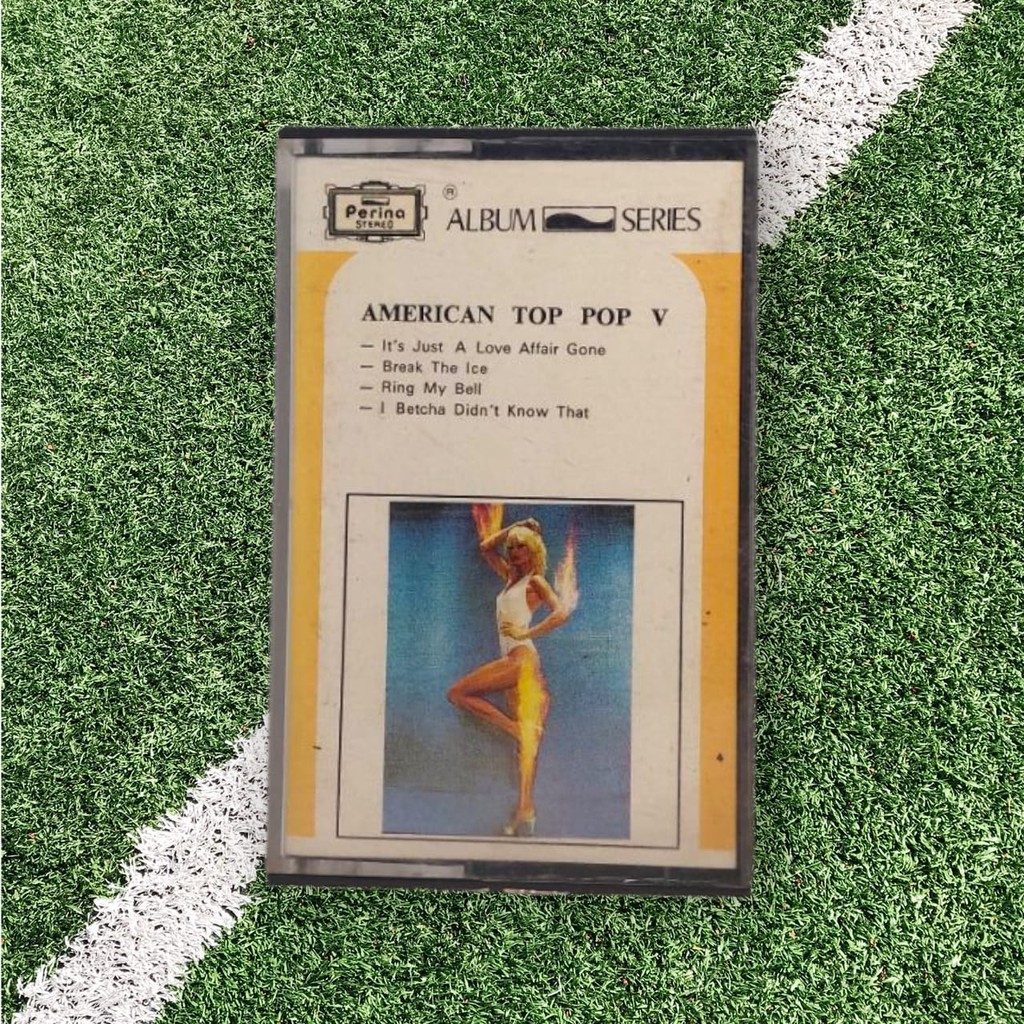 Perina
STEREO
®
ALBUM SERIES
AMERICAN TOP POP V
— It's Just A Love Affair Gone
— Break The Ice
— Ring My Bell
— I Betcha Didn't Know That